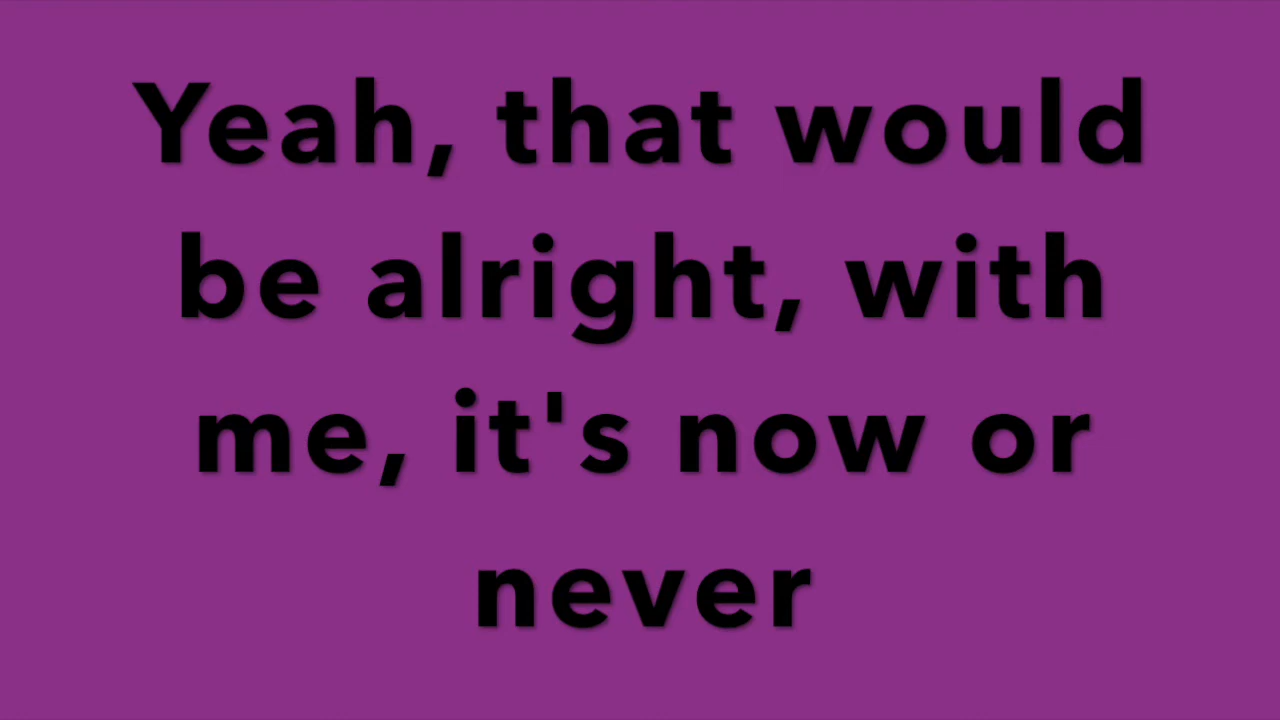 Yeah, that would
be alright, with
me, it's now or
never